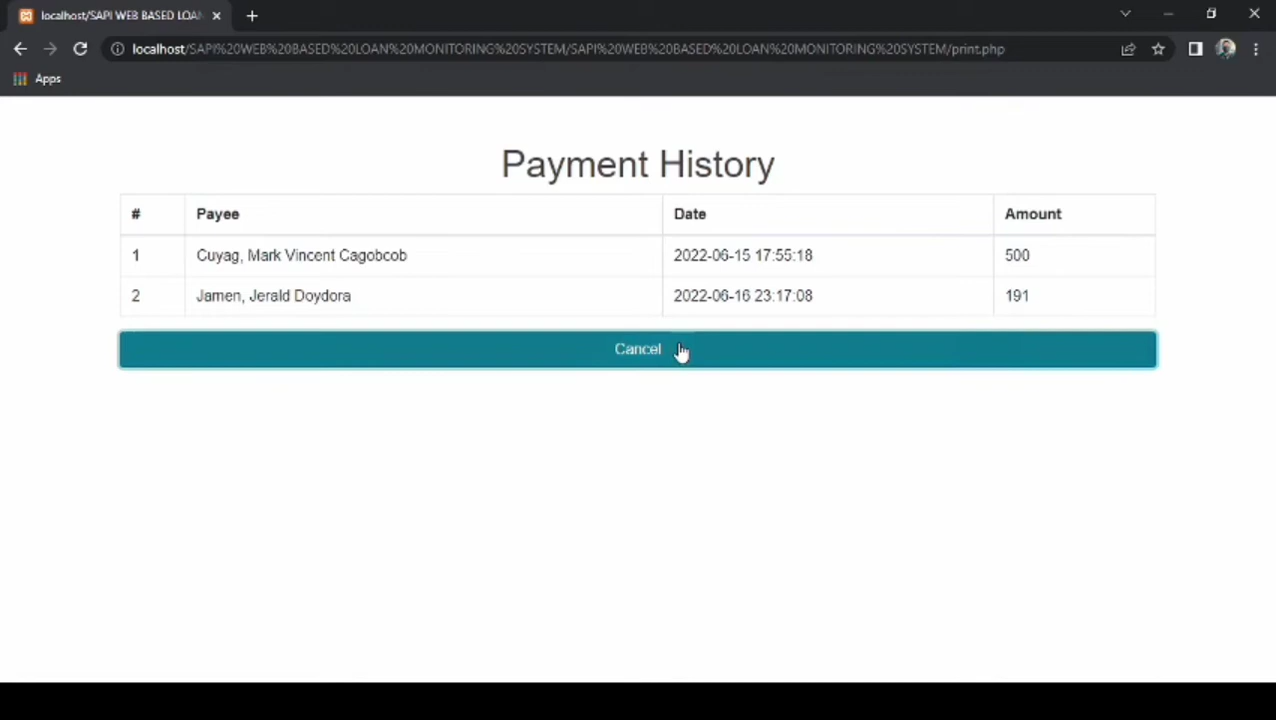 localhost/SAPI WEB BASED LOAN
localhost/SAPI%20WEB%20BASED%20LOAN%20MONITORING%20SYSTEM/SAPI%20WEB%20BASED%20LOAN%20MONITORING%20SYSTEM/print.php
Apps
Payment History
# Payee Date Amount
1 Cuyag, Mark Vincent Cagobcob 2022-06-15 17:55:18 500
2 Jamen, Jerald Doydora 2022-06-16 23:17:08 191
Cancel